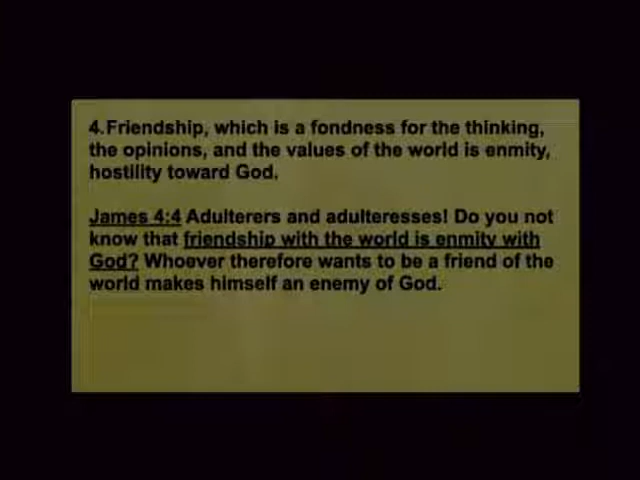 4.Friendship, which is a fondness for the thinking,
the opinions, and the values of the world is enmity,
hostility toward God.
James 4:4 Adulterers and adulteresses! Do you not
know that friendship with the world is enmity with
God? Whoever therefore wants to be a friend of the
world makes himself an enemy of God.